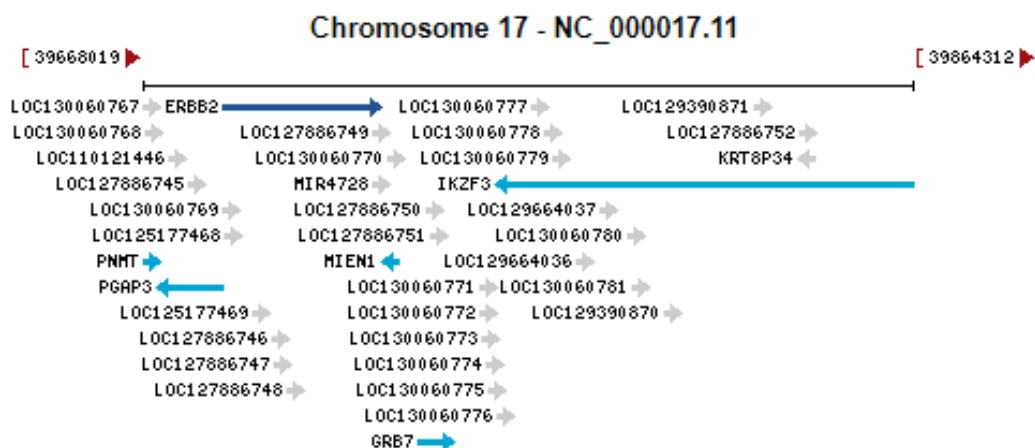 Chromosome 17 - NC_000017.11
[ 39668019 [ 39864312
LOC130060767 ERBB2 LOC130060777 LOC129390871
LOC130060768 LOC127886749 LOC130060778 LOC127886752
LOC110121446 LOC130060770 LOC130060779 KRT8P34
LOC127886745 MIR4728 IKZF3
LOC130060769 LOC127886750 LOC129664037
LOC125177468 LOC127886751 LOC130060780
PNMT MIEN1 LOC129664036
PGAP3 LOC130060771 LOC130060781
LOC125177469 LOC130060772 LOC129390870
LOC127886746 LOC130060773
LOC127886747 LOC130060774
LOC127886748 LOC130060775
LOC130060776
GRB7